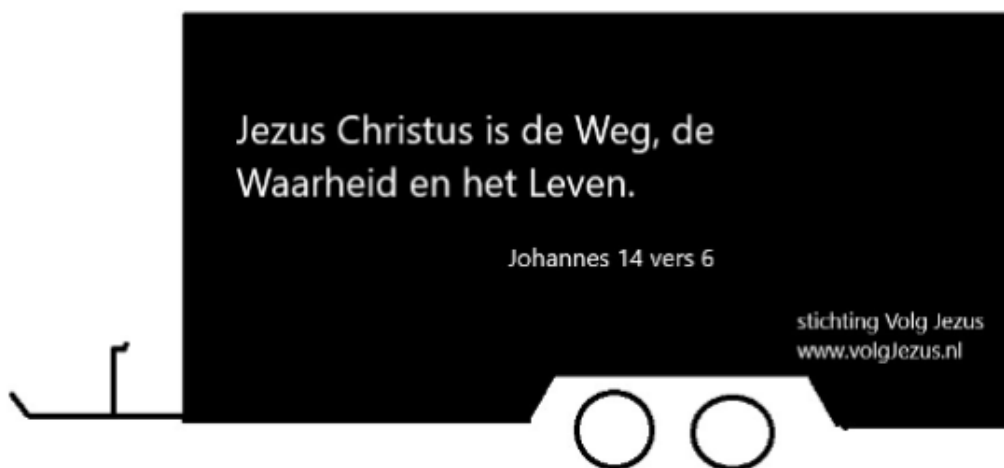 Jezus Christus is de Weg, de
Waarheid en het Leven.
Johannes 14 vers 6
stichting Volg Jezus
www.volgJezus.nl